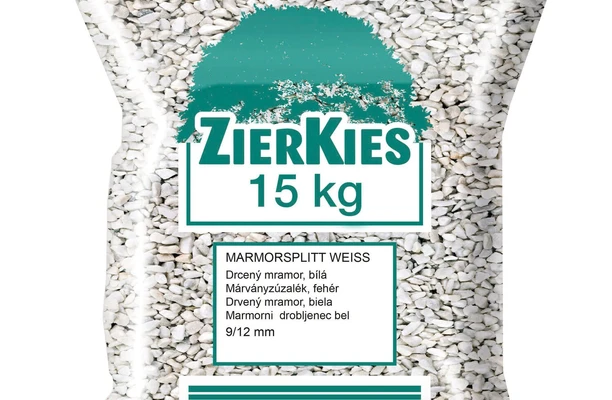 ZIERKIES
15 kg
MARMORSPLITT WEISS
Drcený mramor, bílá
Márványzúzalék, fehér
Drvený mramor, biela
Marmorni drobljenec bel
9/12 mm